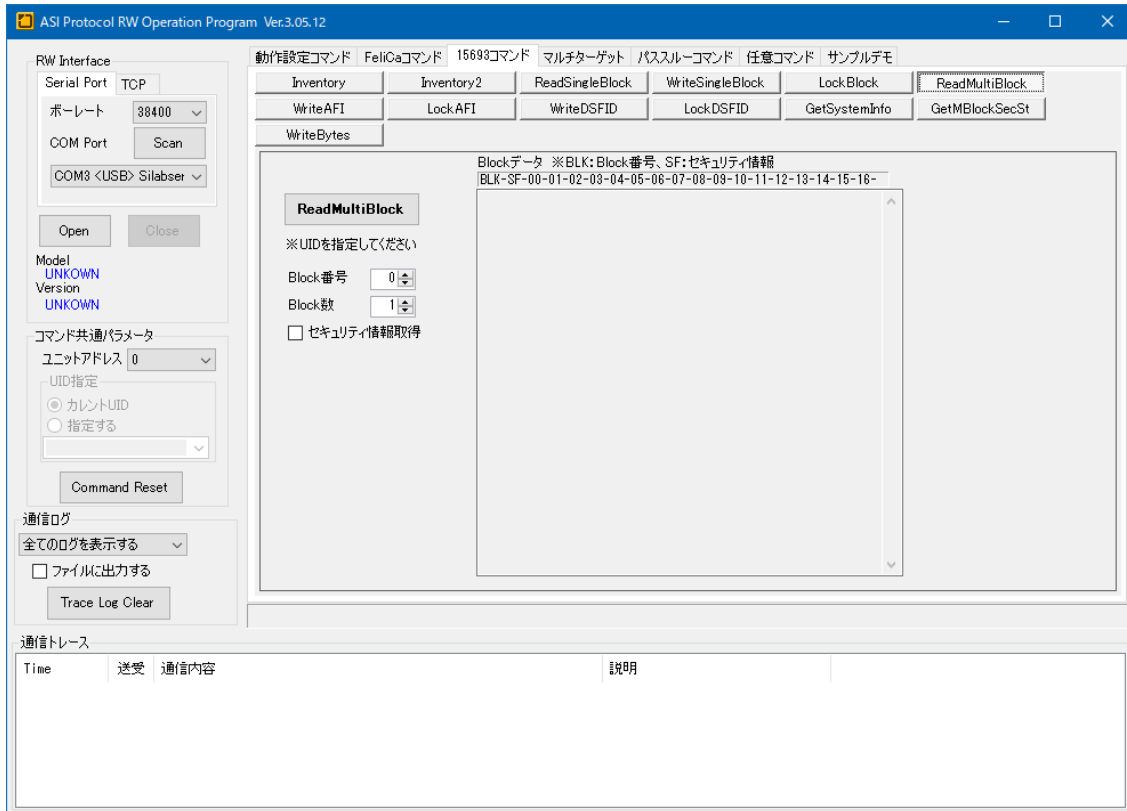 ASI Protocol RW Operation Program Ver.3.05.12
RW Interface
Serial Port TCP
ボーレート 38400
COM Port Scan
COM3 <USB> Silabser
Open Close
Model
UNKOWN
Version
UNKOWN
コマンド共通パラメータ
ユニットアドレス 0
UID指定
カレントUID
指定する
Command Reset
通信ログ
全てのログを表示する
ファイルに出力する
Trace Log Clear
動作設定コマンド FeliCaコマンド 15693コマンド マルチターゲット パススルーコマンド 任意コマンド サンプルデモ
Inventory Inventory2 ReadSingleBlock WriteSingleBlock LockBlock ReadMultiBlock
WriteAFI LockAFI WriteDSFID LockDSFID GetSystemInfo GetMBlockSecSt
WriteBytes
Blockデータ ※BLK:Block番号、SF:セキュリティ情報
BLK-SF-00-01-02-03-04-05-06-07-08-09-10-11-12-13-14-15-16-
ReadMultiBlock
※UIDを指定してください
Block番号 0
Block数 1
セキュリティ情報取得
通信トレース
Time 送受 通信内容 説明